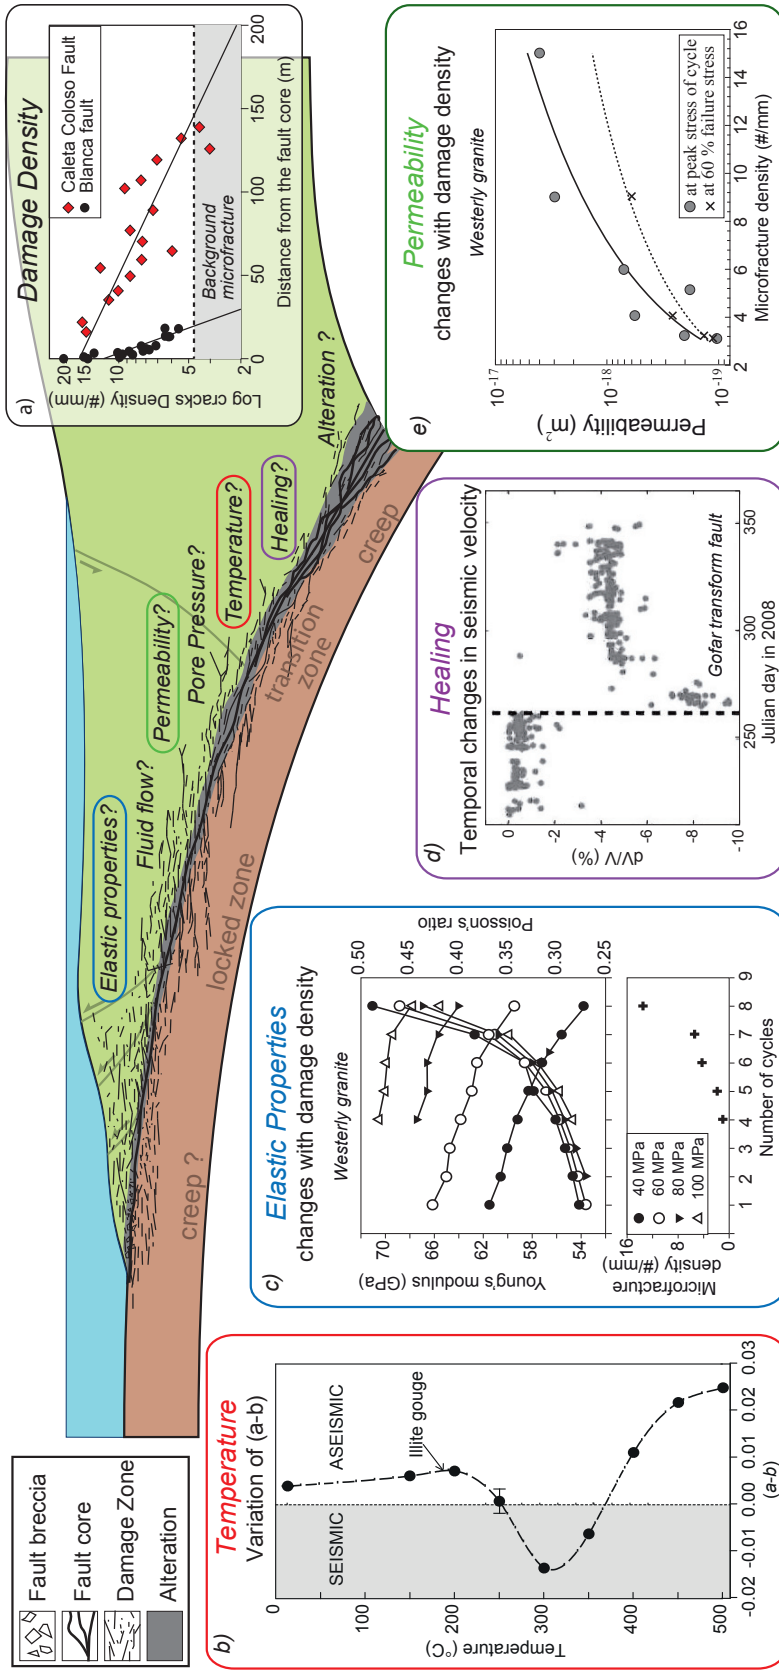 Fault breccia
Fault core
Damage Zone
Alteration
creep ?
locked zone
transition
zone
creep
Elastic properties?
Fluid flow?
Permeability?
Pore Pressure?
Temperature?
Healing?
Alteration ?
a)
Damage Density
Caleta Coloso Fault
Blanca fault
Background
microfracture
Log cracks Density (#/mm)
20
15
10
5
2
0
50
100
150
200
Distance from the fault core (m)
b)
Temperature
Variation of (a-b)
SEISMIC
ASEISMIC
Illite gouge
Temperature (°C)
0
100
200
300
400
500
-0.02
-0.01
0.00
0.01
0.02
0.03
(a-b)
c)
Elastic Properties
changes with damage density
Westerly granite
Young's modulus (GPa)
70
66
62
58
54
Poisson's ratio
0.50
0.45
0.40
0.35
0.30
0.25
Microfracture
density (#/mm)
16
8
0
40 MPa
60 MPa
80 MPa
100 MPa
1 2 3 4 5 6 7 8 9
Number of cycles
d)
Healing
Temporal changes in seismic velocity
dV/V (%)
0
-2
-4
-6
-8
-10
Gofar transform fault
250
300
350
Julian day in 2008
e)
Permeability
changes with damage density
Westerly granite
Permeability (m²)
10-17
10-18
10-19
at peak stress of cycle
at 60 % failure stress
2 4 6 8 10 12 14 16
Microfracture density (#/mm)